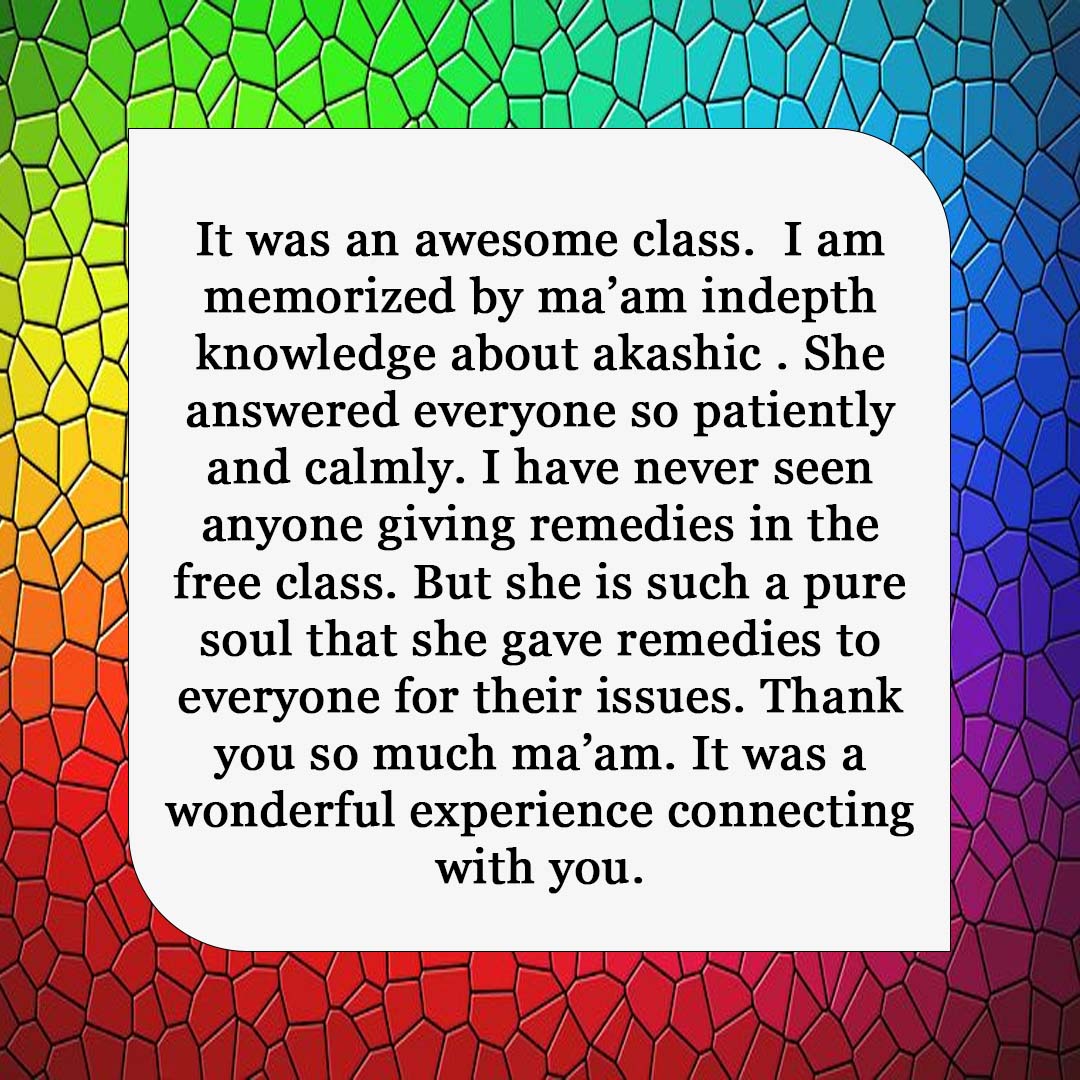 It was an awesome class.  I am
memorized by ma’am indepth
knowledge about akashic . She
answered everyone so patiently
and calmly. I have never seen
anyone giving remedies in the
free class. But she is such a pure
soul that she gave remedies to
everyone for their issues. Thank
you so much ma’am. It was a
wonderful experience connecting
with you.